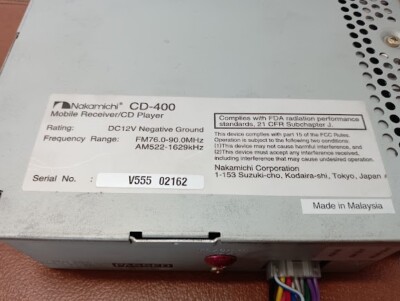 Nakamichi® CD-400
Mobile Receiver/CD Player
Rating: DC12V Negative Ground
Frequency Range: FM76.0-90.0MHz
AM522-1629kHz
Serial No. : V555 02162
Complies with FDA radiation performance
standards, 21 CFR Subchapter J.
This device complies with part 15 of the FCC Rules.
Operation is subject to the following two conditions.
(1)This device may not cause harmful interference, and
(2)This device must accept any interference received,
including interference that may cause undesired operation.
Nakamichi Corporation
1-153 Suzuki-cho, Kodaira-shi, Tokyo, Japan
Made in Malaysia